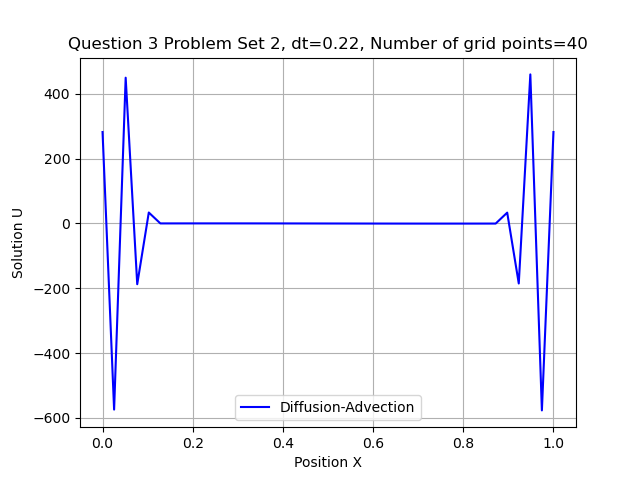 Question 3 Problem Set 2, dt=0.22, Number of grid points=40
400
200
0
−200
−400
−600
Solution U
Diffusion-Advection
0.0 0.2 0.4 0.6 0.8 1.0
Position X